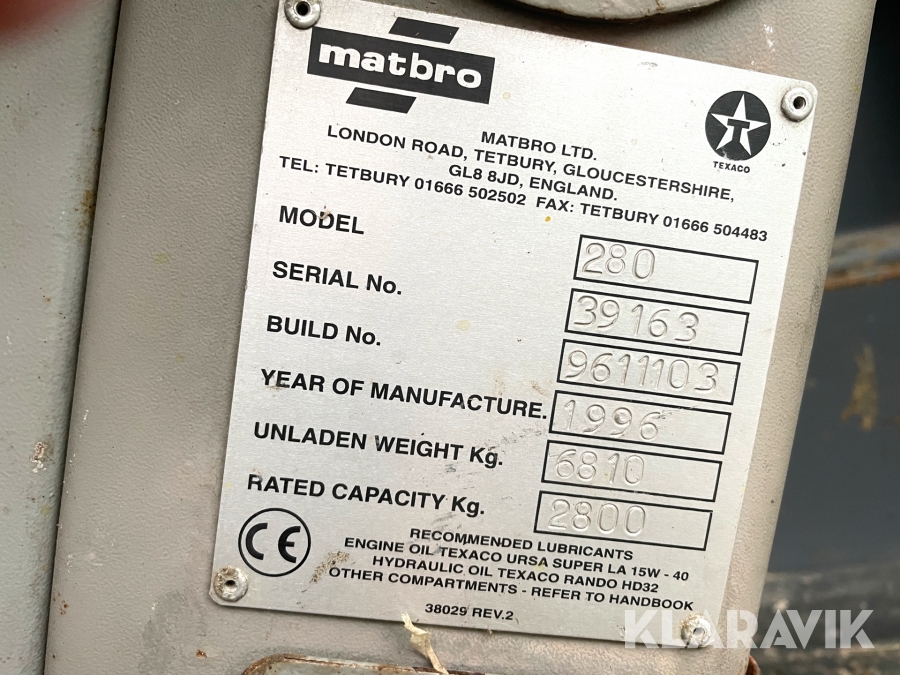 matbro
TEXACO
MATBRO LTD.
LONDON ROAD, TETBURY, GLOUCESTERSHIRE,
GL8 8JD, ENGLAND.
TEL: TETBURY 01666 502502 FAX: TETBURY 01666 504483
MODEL 280
SERIAL No. 39163
BUILD No. 9611103
YEAR OF MANUFACTURE. 1996
UNLADEN WEIGHT Kg. 6810
RATED CAPACITY Kg. 2800
CE
RECOMMENDED LUBRICANTS
ENGINE OIL TEXACO URSA SUPER LA 15W - 40
HYDRAULIC OIL TEXACO RANDO HD32
OTHER COMPARTMENTS - REFER TO HANDBOOK
38029 REV.2
KLARAVIK